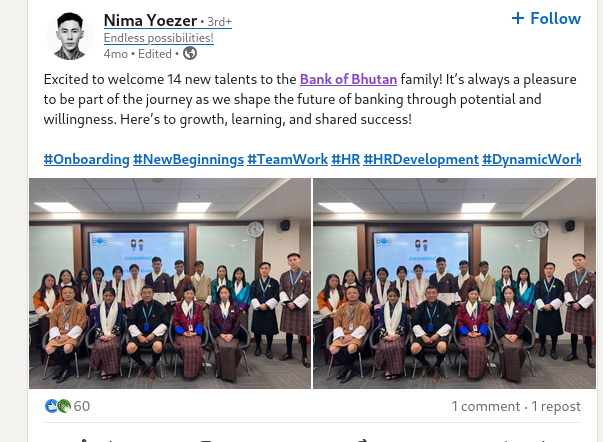 Nima Yoezer • 3rd+
+ Follow
Endless possibilities!
4mo • Edited •
Excited to welcome 14 new talents to the Bank of Bhutan family! It's always a pleasure
to be part of the journey as we shape the future of banking through potential and
willingness. Here's to growth, learning, and shared success!
#Onboarding #NewBeginnings #TeamWork #HR #HRDevelopment #DynamicWork
BOB
BOB
60
1 comment · 1 repost